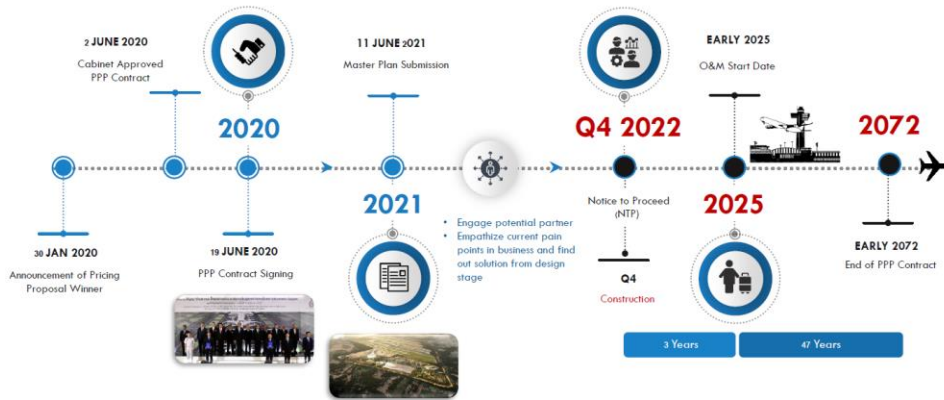 2 JUNE 2020
Cabinet Approved
PPP Contract
2020
30 JAN 2020
Announcement of Pricing
Proposal Winner
19 JUNE 2020
PPP Contract Signing
11 JUNE 2021
Master Plan Submission
2021
• Engage potential partner
• Empathize current pain
points in business and find
out solution from design
stage
Q4 2022
Notice to Proceed
(NTP)
Q4
Construction
EARLY 2025
O&M Start Date
2025
2072
EARLY 2072
End of PPP Contract
3 Years
47 Years